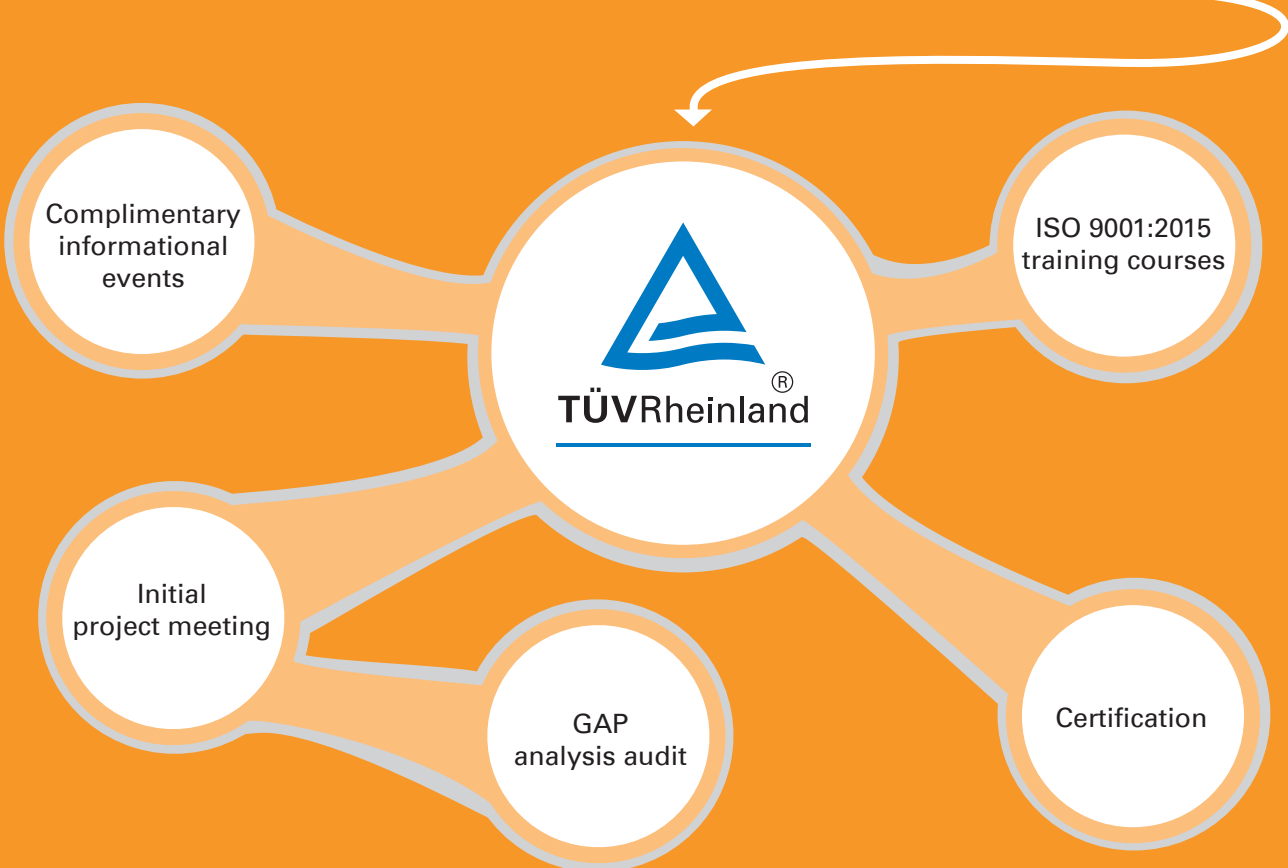 Complimentary
informational
events
ISO 9001:2015
training courses
®
TÜVRheinland
Initial
project meeting
GAP
analysis audit
Certification